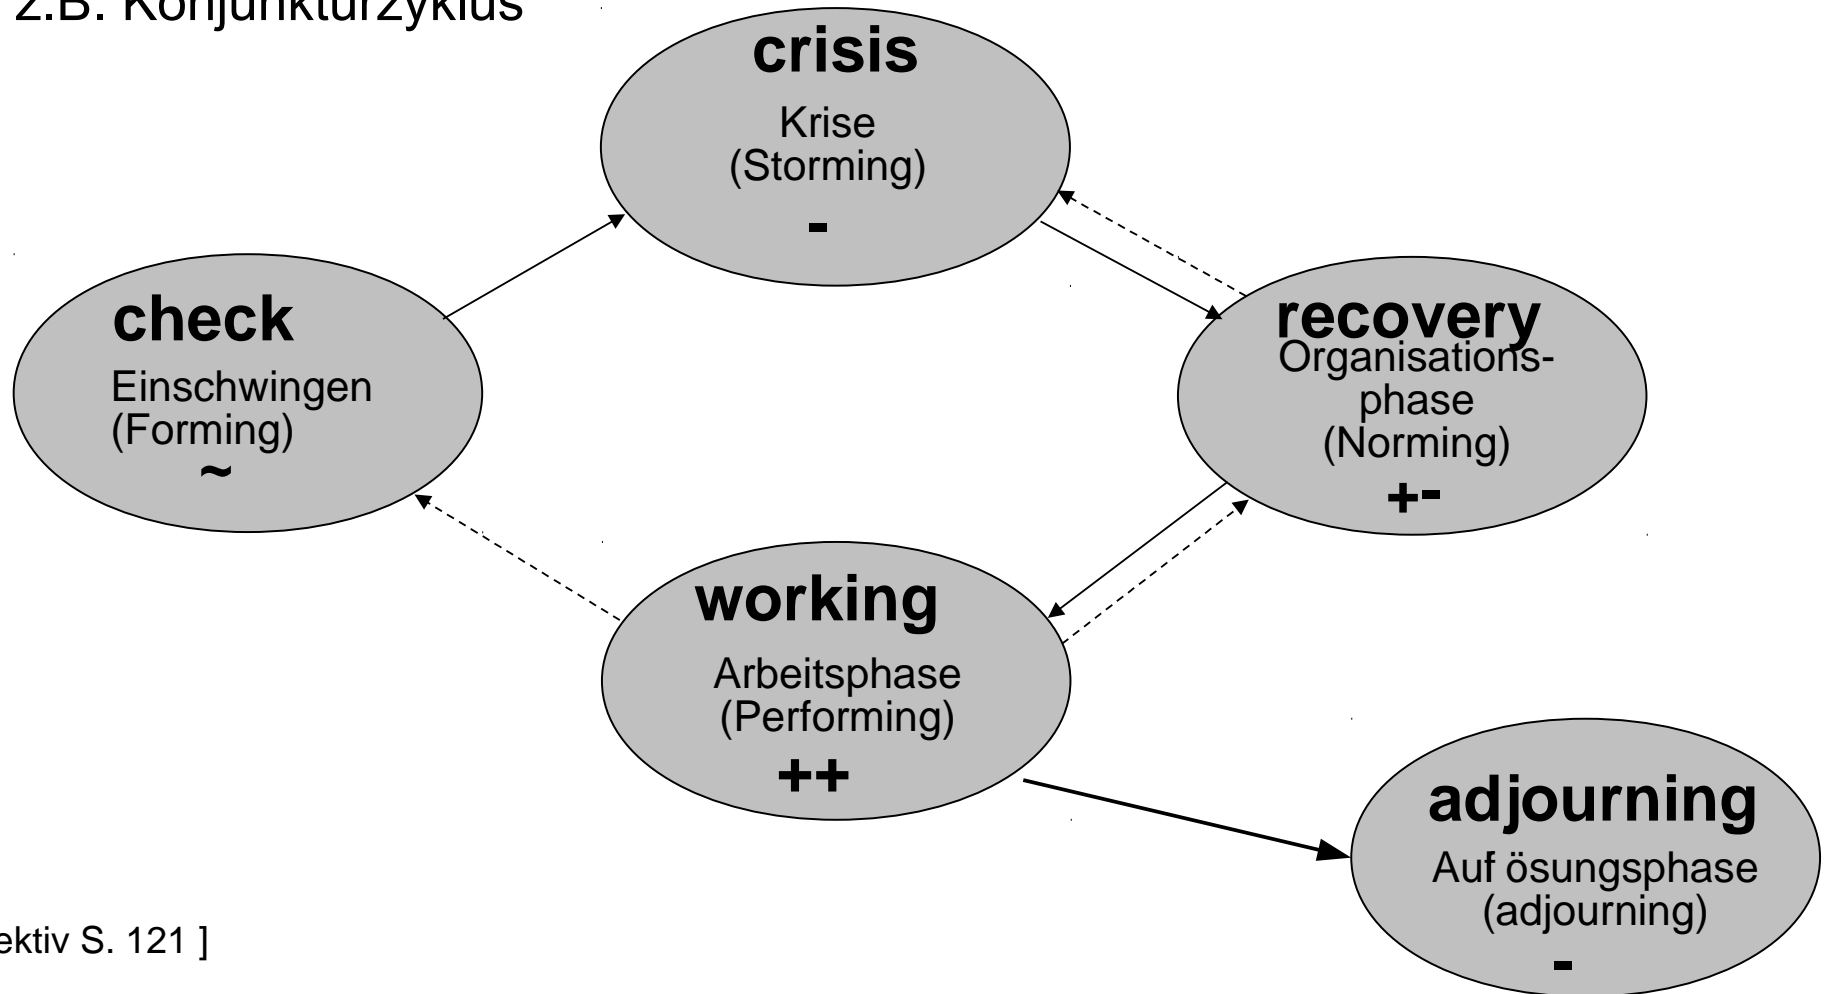 z.B. Konjunkturzyklus
crisis
Krise
(Storming)
-
check
Einschwingen
(Forming)
~
recovery
Organisations-
phase
(Norming)
+-
working
Arbeitsphase
(Performing)
++
adjourning
Auf ösungsphase
(adjourning)
-
ektiv S. 121 ]